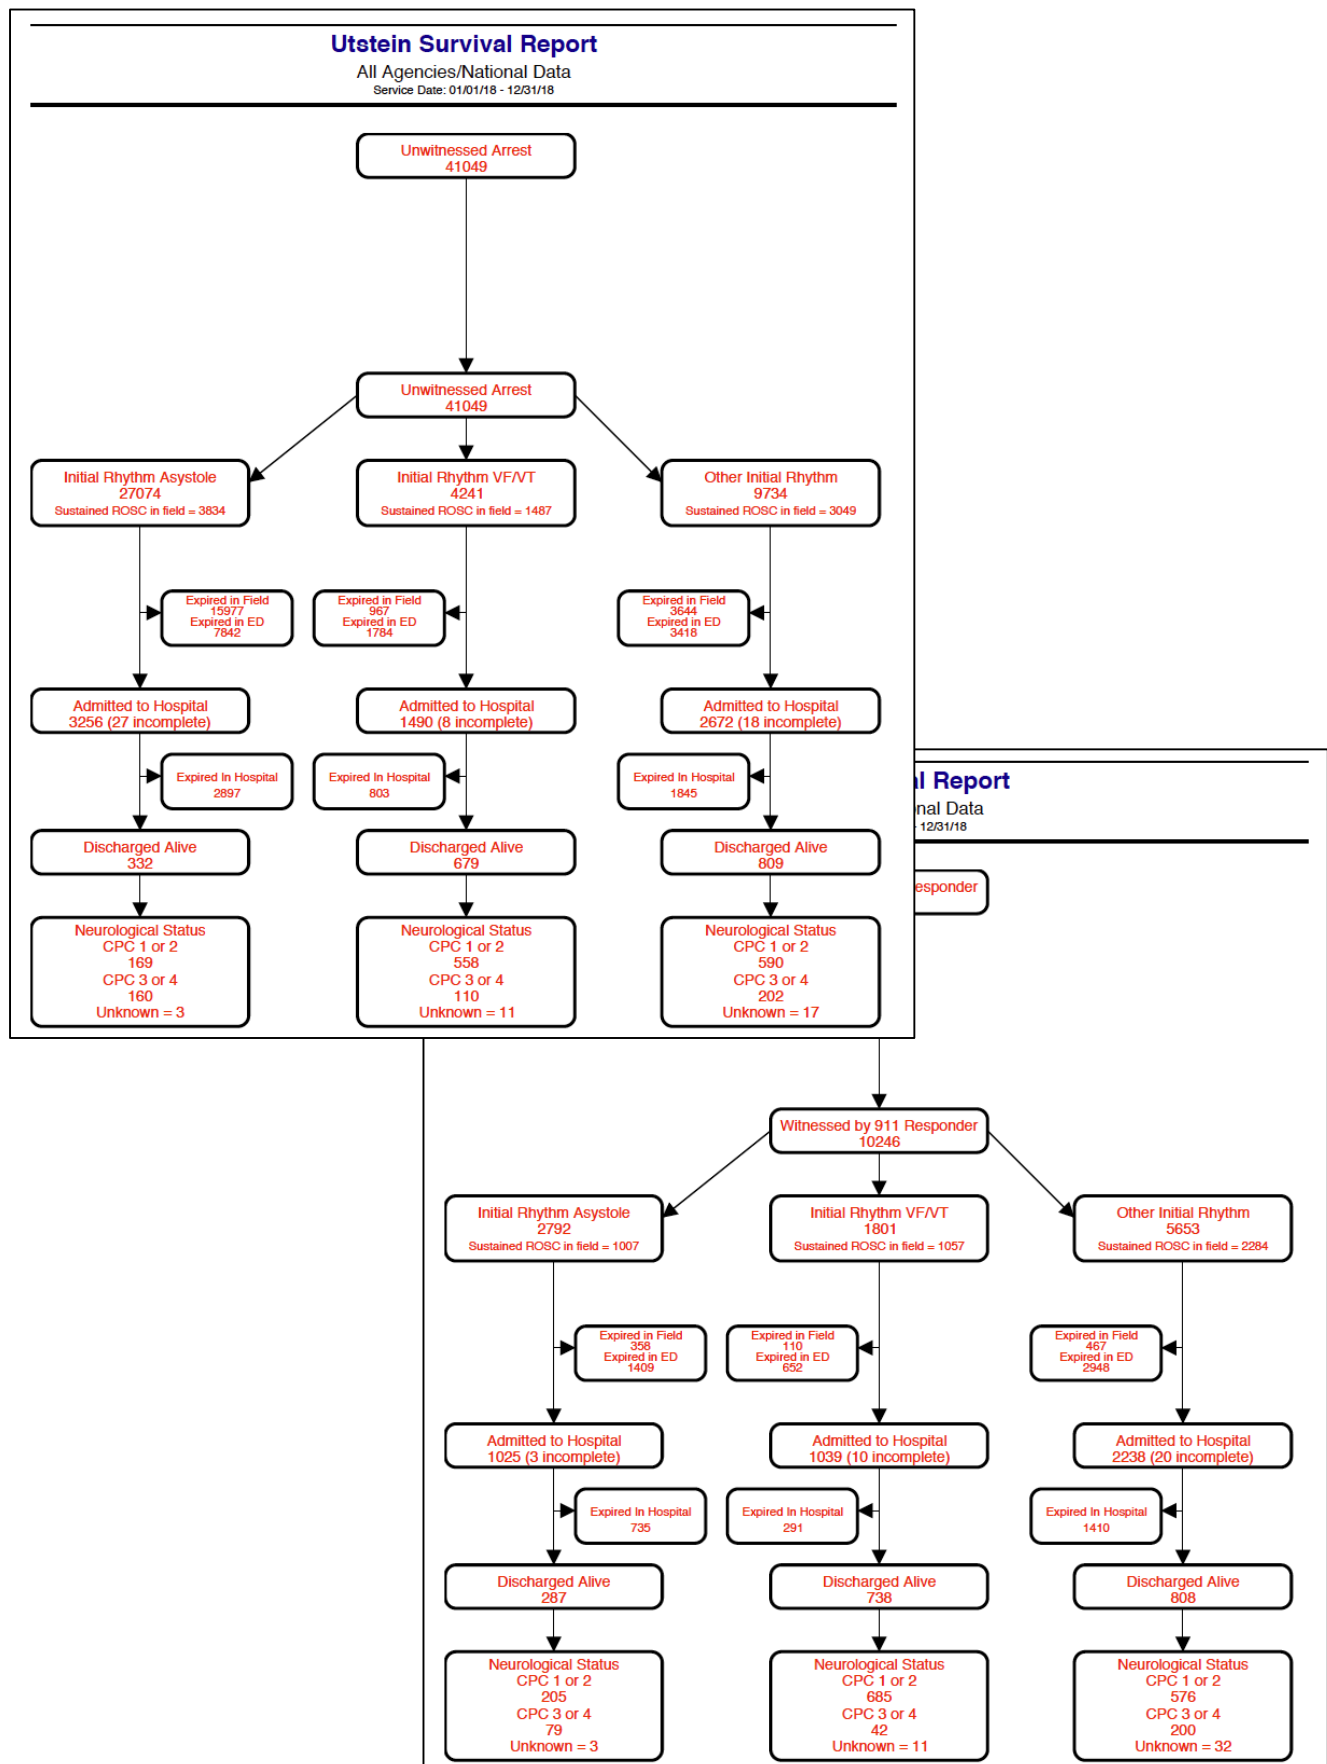 Utstein Survival Report
All Agencies/National Data
Service Date: 01/01/18 - 12/31/18
Unwitnessed Arrest
41049
Unwitnessed Arrest
41049
Initial Rhythm Asystole
27074
Sustained ROSC in field = 3834
Initial Rhythm VF/VT
4241
Sustained ROSC in field = 1487
Other Initial Rhythm
9734
Sustained ROSC in field = 3049
Expired in Field
15977
Expired in ED
7842
Expired in Field
967
Expired in ED
1784
Expired in Field
3644
Expired in ED
3418
Admitted to Hospital
3256 (27 incomplete)
Admitted to Hospital
1490 (8 incomplete)
Admitted to Hospital
2672 (18 incomplete)
Expired In Hospital
2897
Expired In Hospital
803
Expired In Hospital
1845
Discharged Alive
332
Discharged Alive
679
Discharged Alive
809
Neurological Status
CPC 1 or 2
169
CPC 3 or 4
160
Unknown = 3
Neurological Status
CPC 1 or 2
558
CPC 3 or 4
110
Unknown = 11
Neurological Status
CPC 1 or 2
590
CPC 3 or 4
202
Unknown = 17
al Report
onal Data
- 12/31/18
esponder
Witnessed by 911 Responder
10246
Initial Rhythm Asystole
2792
Sustained ROSC in field = 1007
Initial Rhythm VF/VT
1801
Sustained ROSC in field = 1057
Other Initial Rhythm
5653
Sustained ROSC in field = 2284
Expired in Field
358
Expired in ED
1409
Expired in Field
110
Expired in ED
652
Expired in Field
467
Expired in ED
2948
Admitted to Hospital
1025 (3 incomplete)
Admitted to Hospital
1039 (10 incomplete)
Admitted to Hospital
2238 (20 incomplete)
Expired In Hospital
735
Expired In Hospital
291
Expired In Hospital
1410
Discharged Alive
287
Discharged Alive
738
Discharged Alive
808
Neurological Status
CPC 1 or 2
205
CPC 3 or 4
79
Unknown = 3
Neurological Status
CPC 1 or 2
685
CPC 3 or 4
42
Unknown = 11
Neurological Status
CPC 1 or 2
576
CPC 3 or 4
200
Unknown = 32